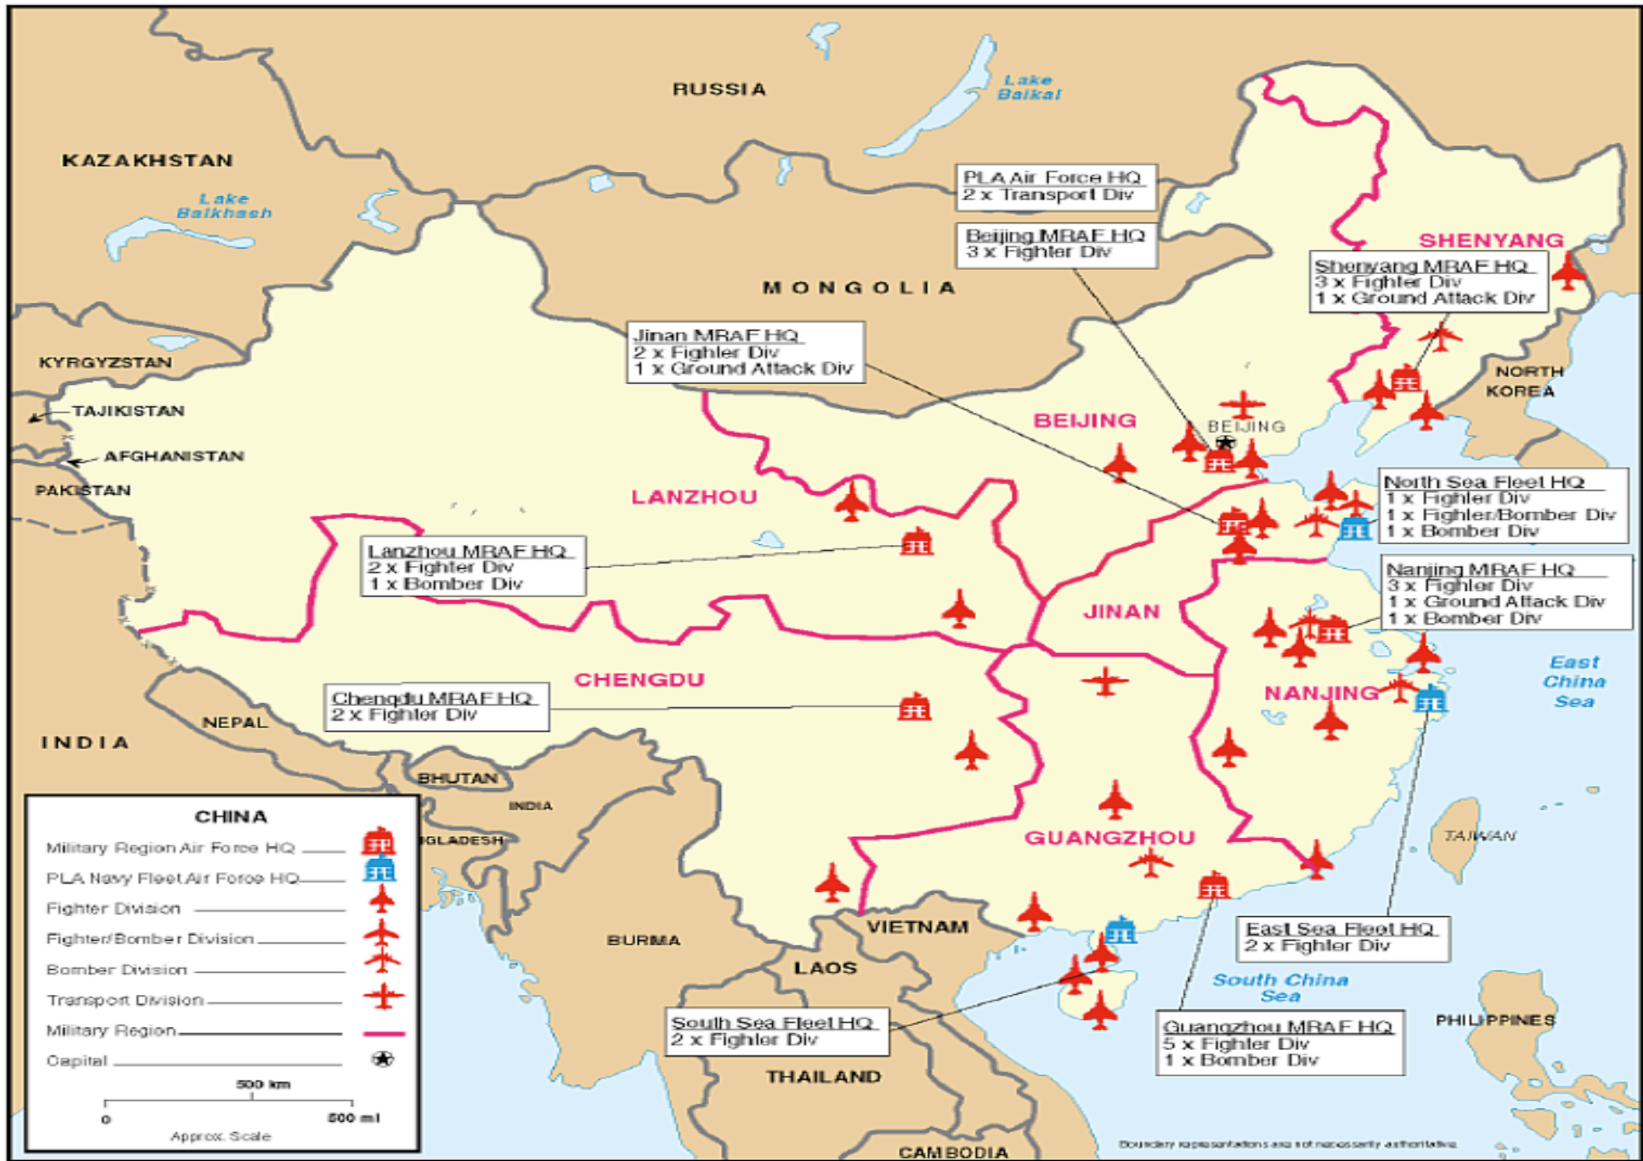 RUSSIA
Lake
Baikal
KAZAKHSTAN
Lake
Balkhash
PLA Air Force HQ
2 x Transport Div
Beijing MRAF HQ
3 x Fighter Div
SHENYANG
Shenyang MRAF HQ
3 x Fighter Div
1 x Ground Attack Div
MONGOLIA
Jinan MRAF HQ
2 x Fighter Div
1 x Ground Attack Div
KYRGYZSTAN
NORTH
KOREA
TAJIKISTAN
BEIJING
BEIJING
AFGHANISTAN
PAKISTAN
LANZHOU
North Sea Fleet HQ
1 x Fighter Div
1 x Fighter/Bomber Div
1 x Bomber Div
Lanzhou MRAF HQ
2 x Fighter Div
1 x Bomber Div
Nanjing MRAF HQ
3 x Fighter Div
1 x Ground Attack Div
1 x Bomber Div
JINAN
CHENGDU
East
China
Sea
NANJING
Chengdu MRAF HQ
2 x Fighter Div
NEPAL
INDIA
BHUTAN
INDIA
GLADESH
GUANGZHOU
TAIWAN
CHINA
Military Region Air Force HQ
PLA Navy Fleet Air Force HQ
Fighter Division
Fighter/Bomber Division
Bomber Division
Transport Division
Military Region
Capital
500 km
0
500 mi
Approx. Scale
BURMA
VIETNAM
LAOS
East Sea Fleet HQ
2 x Fighter Div
South China
Sea
South Sea Fleet HQ
2 x Fighter Div
Guangzhou MRAF HQ
5 x Fighter Div
1 x Bomber Div
PHILIPPINES
THAILAND
CAMBODIA
Boundary representations are not necessarily authoritative.